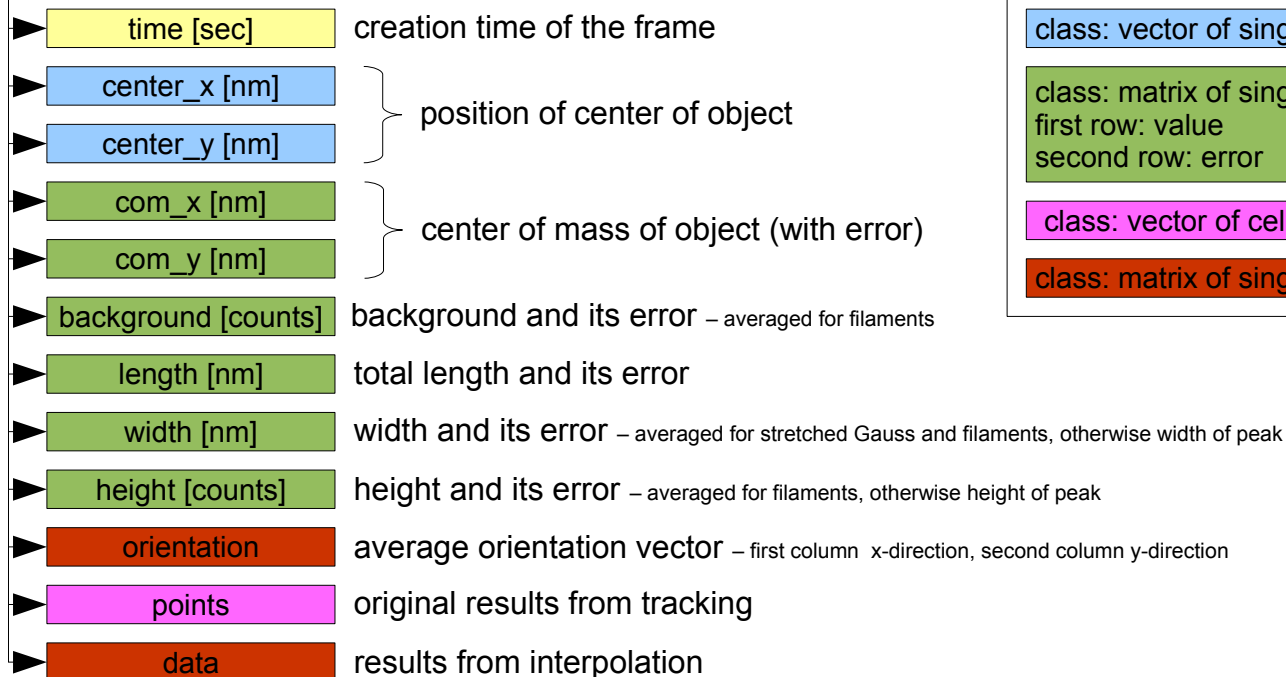 time [sec] creation time of the frame
center_x [nm]
position of center of object
center_y [nm]
com_x [nm]
center of mass of object (with error)
com_y [nm]
background [counts] background and its error – averaged for filaments
length [nm] total length and its error
width [nm] width and its error – averaged for stretched Gauss and filaments, otherwise width of peak
height [counts] height and its error – averaged for filaments, otherwise height of peak
orientation average orientation vector – first column x-direction, second column y-direction
points original results from tracking
data results from interpolation
class: vector of sing
class: matrix of sing
first row: value
second row: error
class: vector of cel
class: matrix of sing